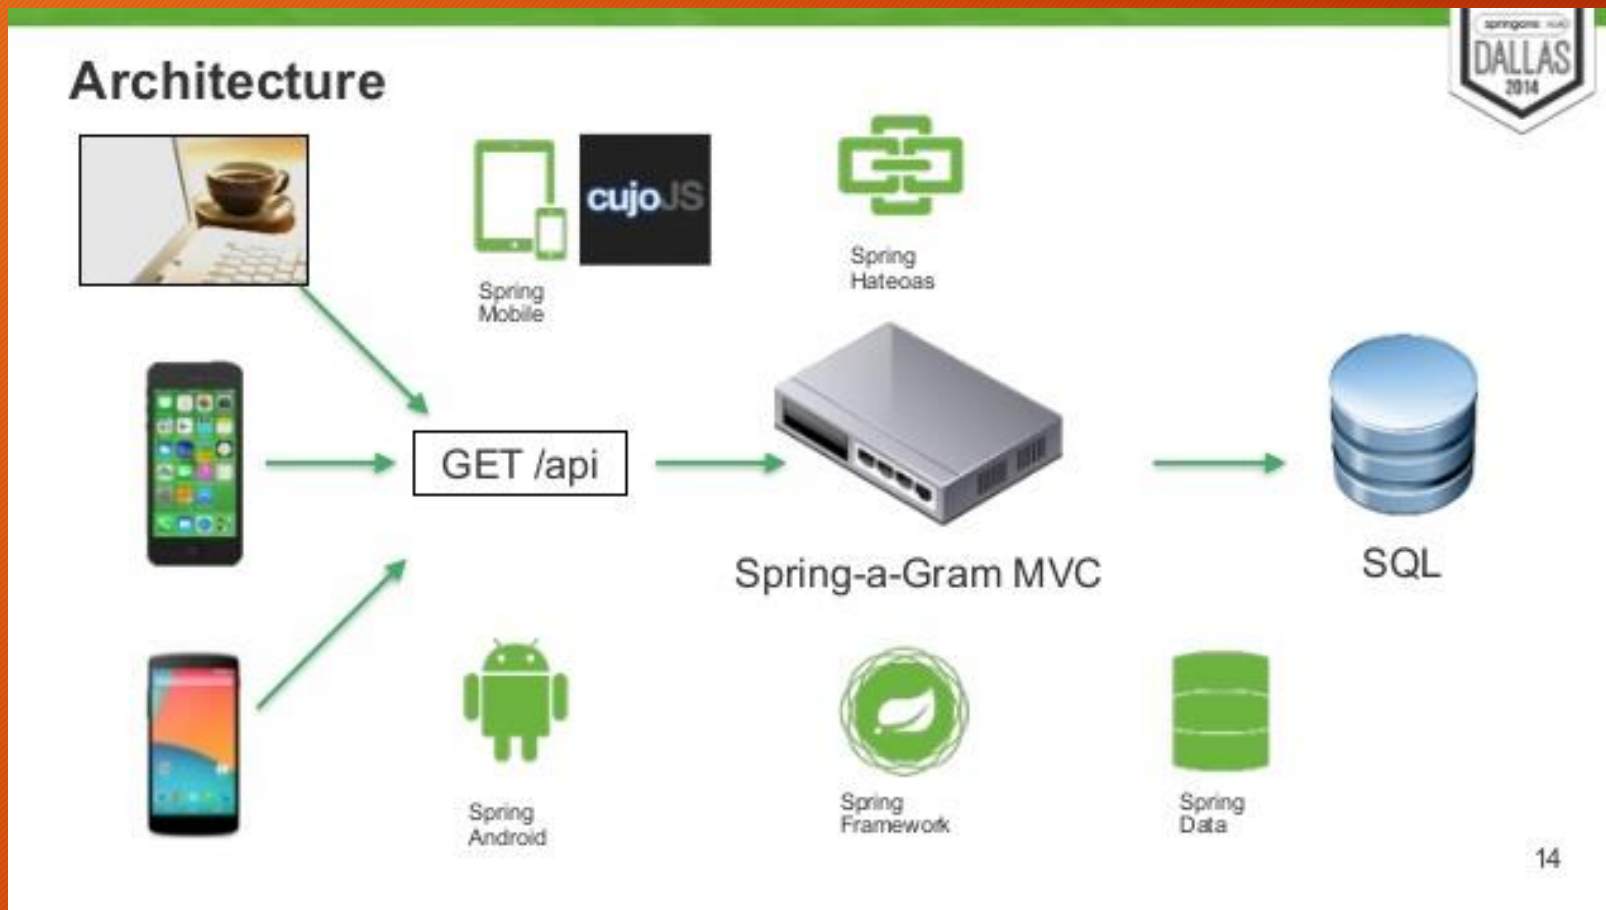 springone
DALLAS
2014
Architecture
cujoJS
Spring
Mobile
Spring
Hateoas
GET /api
Spring-a-Gram MVC
SQL
Spring
Android
Spring
Framework
Spring
Data
14